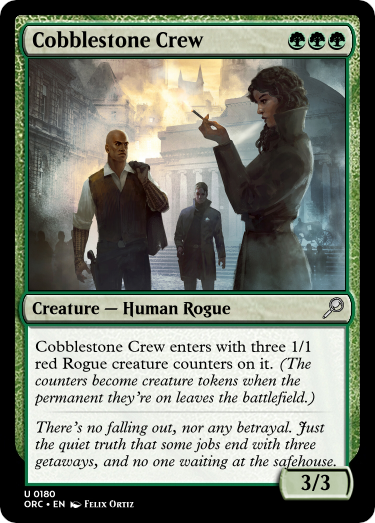 Cobblestone Crew
Creature — Human Rogue
Cobblestone Crew enters with three 1/1
red Rogue creature counters on it. (The
counters become creature tokens when the
permanent they're on leaves the battlefield.)
There's no falling out, nor any betrayal. Just
the quiet truth that some jobs end with three
getaways, and no one waiting at the safehouse.
3/3
U 0180
ORC • EN Felix Ortiz